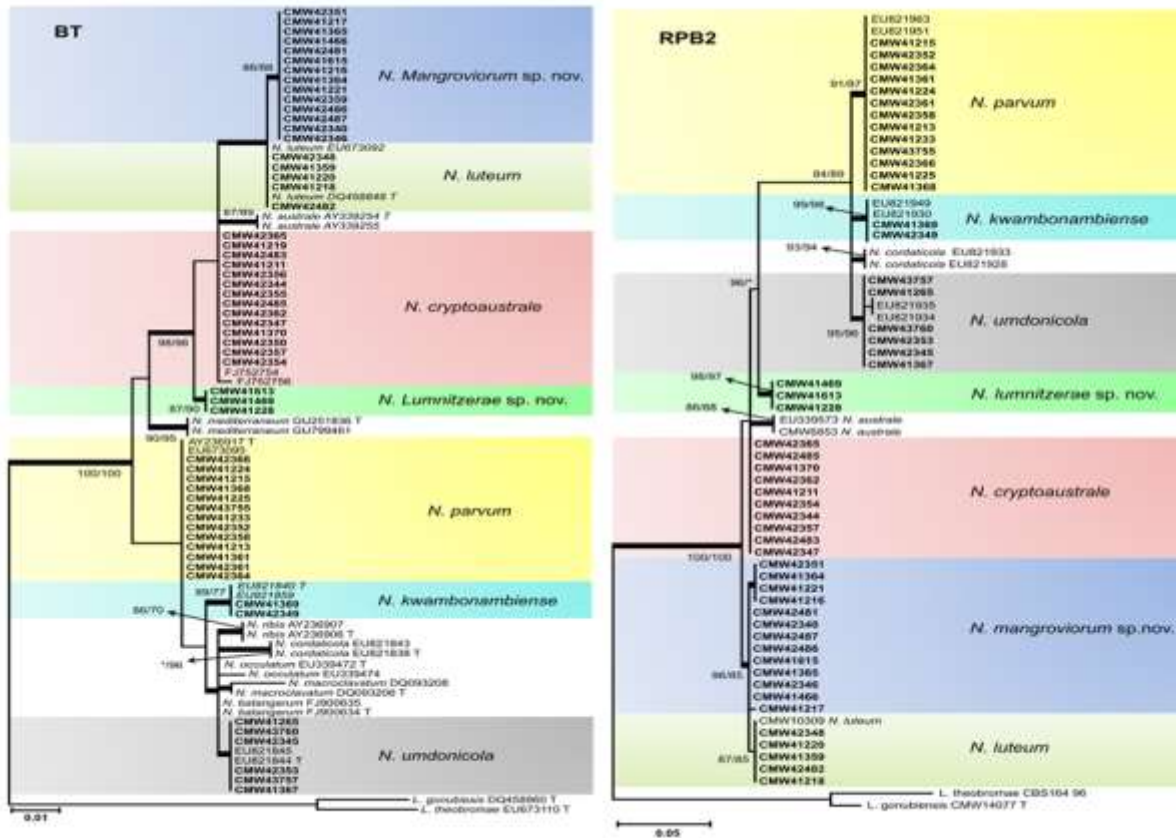 BT
CMW42351
CMW41217
CMW41365
CMW41466
CMW42481
CMW41615
CMW41216
CMW41364
CMW41221
CMW42359
CMW42486
CMW42487
CMW42340
CMW42346
N. Mangroviorum sp. nov.
N. luteum EU673092
CMW42348
CMW41359
CMW41220
CMW41218
N. luteum
CMW42482
87/89
N. australe AY339254 T
N. australe AY339255
CMW42365
CMW41219
CMW42483
CMW41211
CMW42356
CMW42344
CMW42355
CMW42485
CMW42362
CMW42347
CMW41370
CMW42350
CMW42357
CMW42354
FJ752754
FJ752756
N. cryptoaustrale
98/96
CMW41613
CMW41469
CMW41228
N. Lumnitzerae sp. nov.
87/90
N. mediterraneum GU251836 T
N. mediterraneum GU799461
90/95
100/100
AY236917 T
EU673095
CMW42366
CMW41224
CMW41215
CMW41368
CMW41225
CMW43755
CMW41233
CMW42352
CMW42358
CMW41213
CMW41361
CMW42361
CMW42364
N. parvum
EU821840 T
EU821859
CMW41369
CMW42349
N. kwambonambiense
86/70
N. ribis AY236907
N. ribis AY236906 T
N. cordaticola EU821843
N. cordaticola EU821838 T
N. occulatum EU339472 T
N. occulatum EU339474
N. macroclavatum DQ093208
N. macroclavatum DQ093206 T
N. batangarum FJ900635
N. batangarum FJ900634 T
CMW41265
CMW43760
CMW42345
EU821845
EU821844 T
CMW42353
CMW43757
CMW41367
N. umdonicola
L. gonubiensis DQ458860 T
L. theobromae EU673110 T
0.01
RPB2
EU821963
EU821951
CMW41215
CMW42352
CMW42364
CMW41361
CMW41224
CMW42361
CMW42358
CMW41213
CMW41233
CMW43755
CMW42366
CMW41225
CMW41368
91/97
N. parvum
84/89
EU821949
EU821930
CMW41369
CMW42349
N. kwambonambiense
93/94
N. cordaticola EU821933
N. cordaticola EU821928
CMW43757
CMW41265
EU821935
EU821934
CMW43760
CMW42353
CMW42345
CMW41367
N. umdonicola
95/96
96/*
CMW41469
CMW41613
CMW41228
N. lumnitzerae sp. nov.
EU339573 N. australe
CMW6853 N. australe
CMW42365
CMW42485
CMW41370
CMW42362
CMW41211
CMW42354
CMW42344
CMW42357
CMW42483
CMW42347
N. cryptoaustrale
100/100
CMW42351
CMW41364
CMW41221
CMW41216
CMW42481
CMW42340
CMW42487
CMW42486
CMW41615
CMW41365
CMW42346
CMW41466
CMW41217
N. mangroviorum sp.nov.
CMW10309 N. luteum
CMW42348
CMW41220
CMW41359
CMW42482
CMW41218
N. luteum
87/85
L. theobromae CBS164 96
L. gonubiensis CMW14077 T
0.05